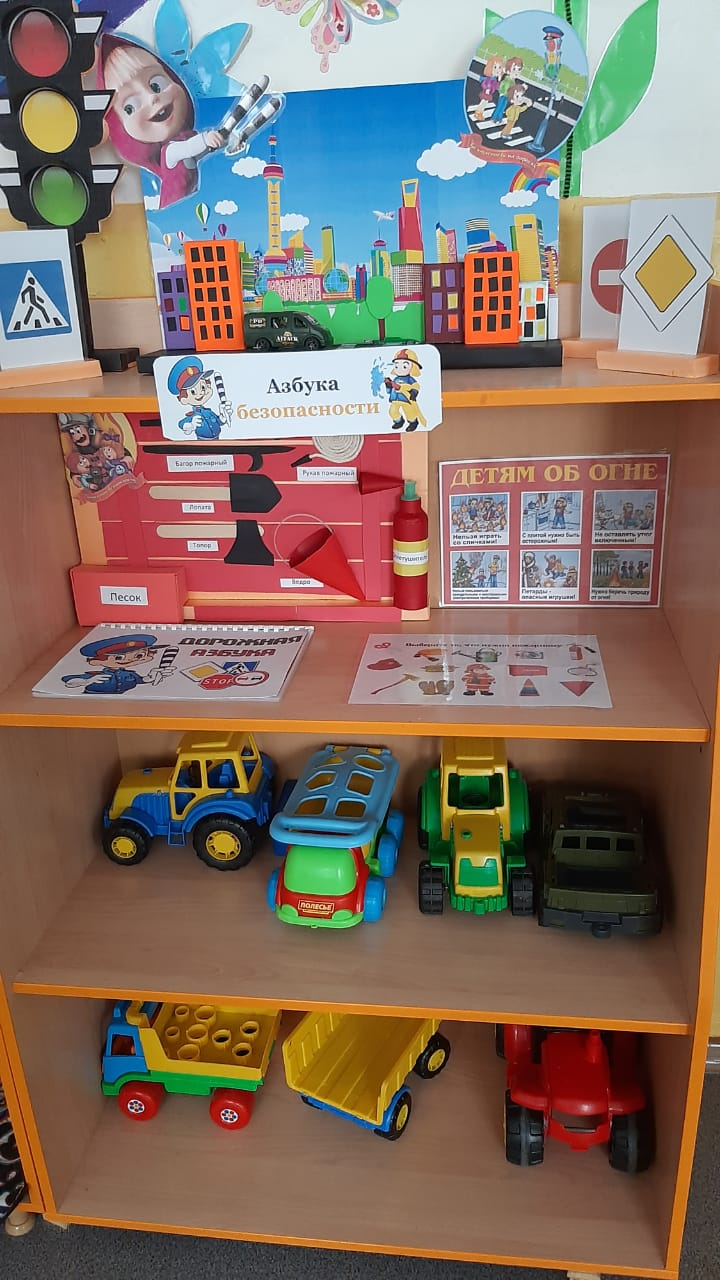 Азбука
безопасности
Багор пожарный
Рукав пожарный
Лопата
Топор
Ведро
Огнетушитель
Песок
ДЕТЯМ ОБ ОГНЕ
Нельзя играть
со спичками!
С плитой нужно быть
осторожным!
Не оставлять утюг
включенным!
Петарды -
опасные игрушки!
Нужно беречь природу
от огня!
ДОРОЖНАЯ
АЗБУКА
STOP
ПОЛЕСЬЕ